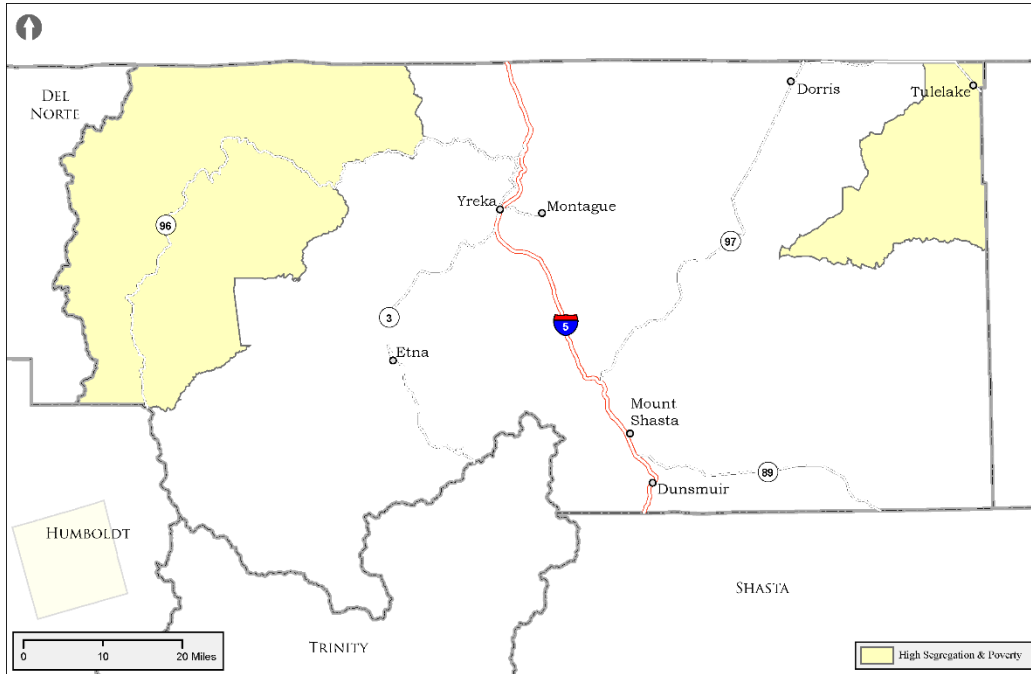 DEL
NORTE
Dorris
Tulelake
Yreka
Montague
96
97
3
5
Etna
Mount
Shasta
89
Dunsmuir
HUMBOLDT
SHASTA
TRINITY
0 10 20 Miles
High Segregation & Poverty